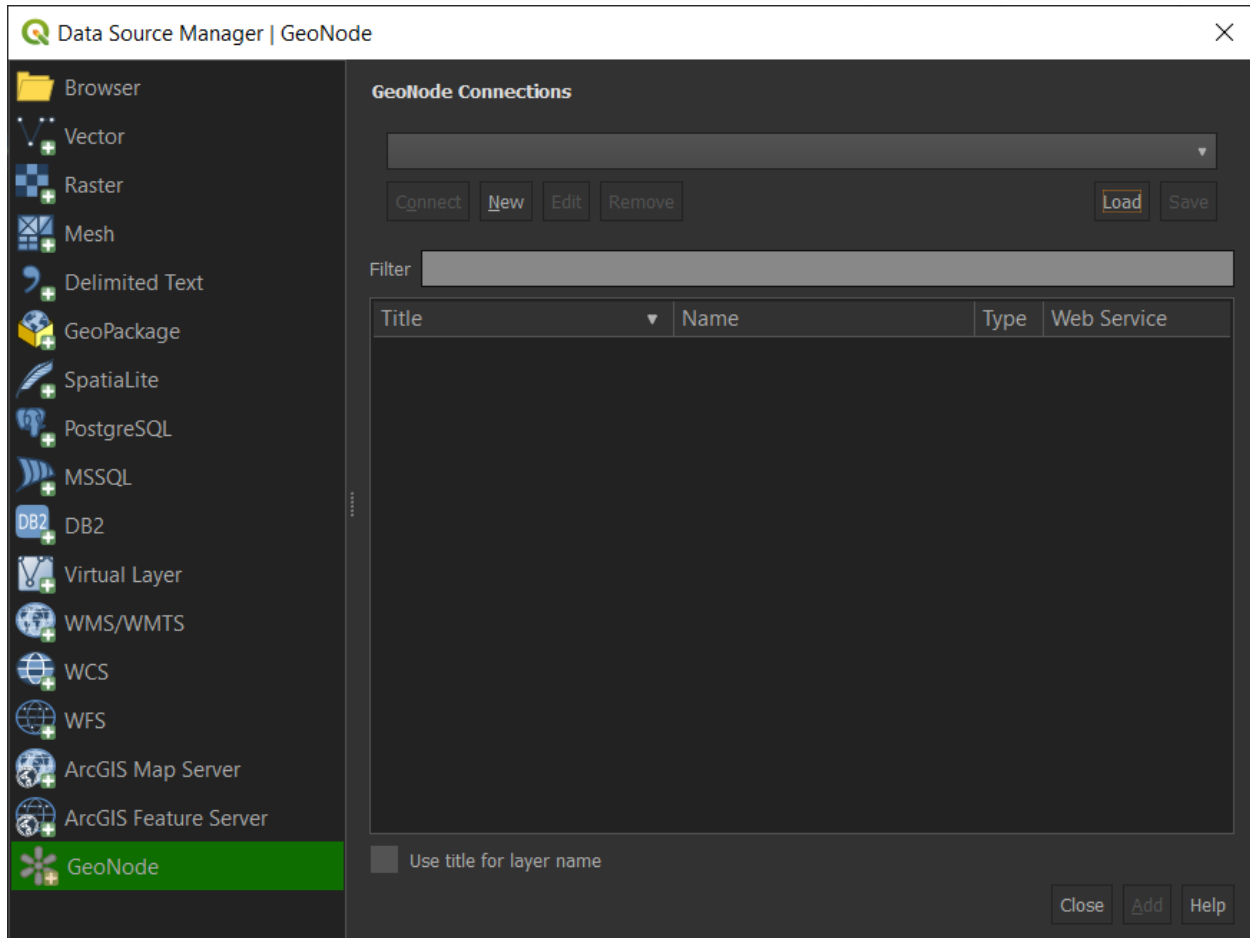 Data Source Manager | GeoNode
Browser
Vector
Raster
Mesh
Delimited Text
GeoPackage
SpatiaLite
PostgreSQL
MSSQL
DB2
DB2
Virtual Layer
WMS/WMTS
WCS
WFS
ArcGIS Map Server
ArcGIS Feature Server
GeoNode
GeoNode Connections
Connect New Edit Remove Load Save
Filter
Title Name Type Web Service
Use title for layer name
Close Add Help